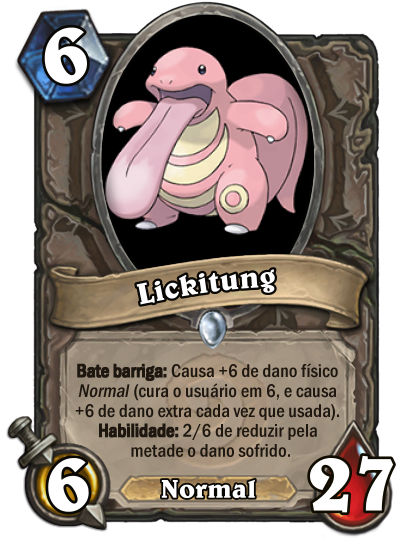 6
Lickitung
Bate barriga: Causa +6 de dano físico
Normal (cura o usuário em 6, e causa
+6 de dano extra cada vez que usada).
Habilidade: 2/6 de reduzir pela
metade o dano sofrido.
6
Normal
27